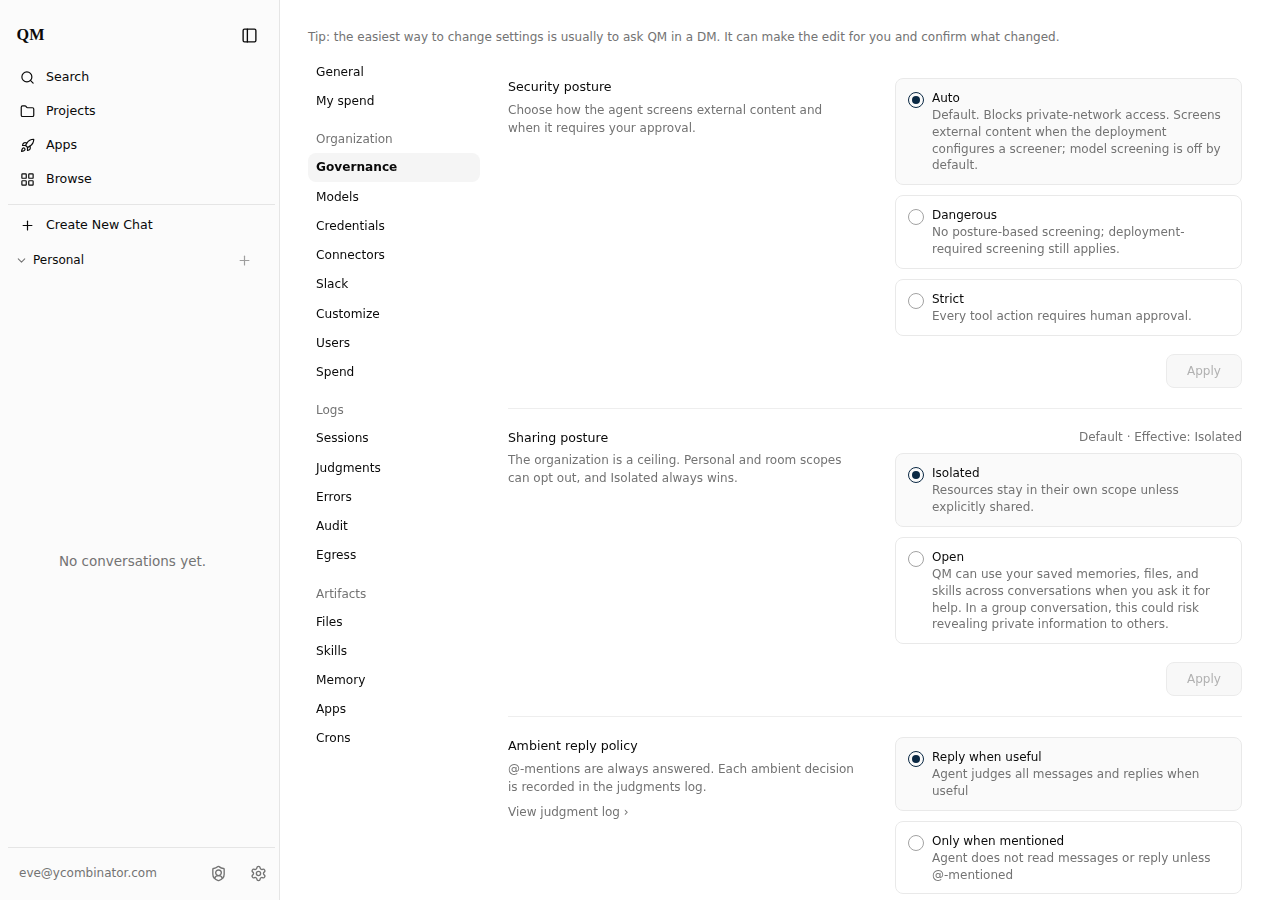 QM
Search
Projects
Apps
Browse
Create New Chat
Personal
No conversations yet.
eve@ycombinator.com
Tip: the easiest way to change settings is usually to ask QM in a DM. It can make the edit for you and confirm what changed.
General
My spend
Organization
Governance
Models
Credentials
Connectors
Slack
Customize
Users
Spend
Logs
Sessions
Judgments
Errors
Audit
Egress
Artifacts
Files
Skills
Memory
Apps
Crons
Security posture
Choose how the agent screens external content and
when it requires your approval.
Auto
Default. Blocks private-network access. Screens
external content when the deployment
configures a screener; model screening is off by
default.
Dangerous
No posture-based screening; deployment-
required screening still applies.
Strict
Every tool action requires human approval.
Apply
Sharing posture
The organization is a ceiling. Personal and room scopes
can opt out, and Isolated always wins.
Default · Effective: Isolated
Isolated
Resources stay in their own scope unless
explicitly shared.
Open
QM can use your saved memories, files, and
skills across conversations when you ask it for
help. In a group conversation, this could risk
revealing private information to others.
Apply
Ambient reply policy
@-mentions are always answered. Each ambient decision
is recorded in the judgments log.
View judgment log ›
Reply when useful
Agent judges all messages and replies when
useful
Only when mentioned
Agent does not read messages or reply unless
@-mentioned